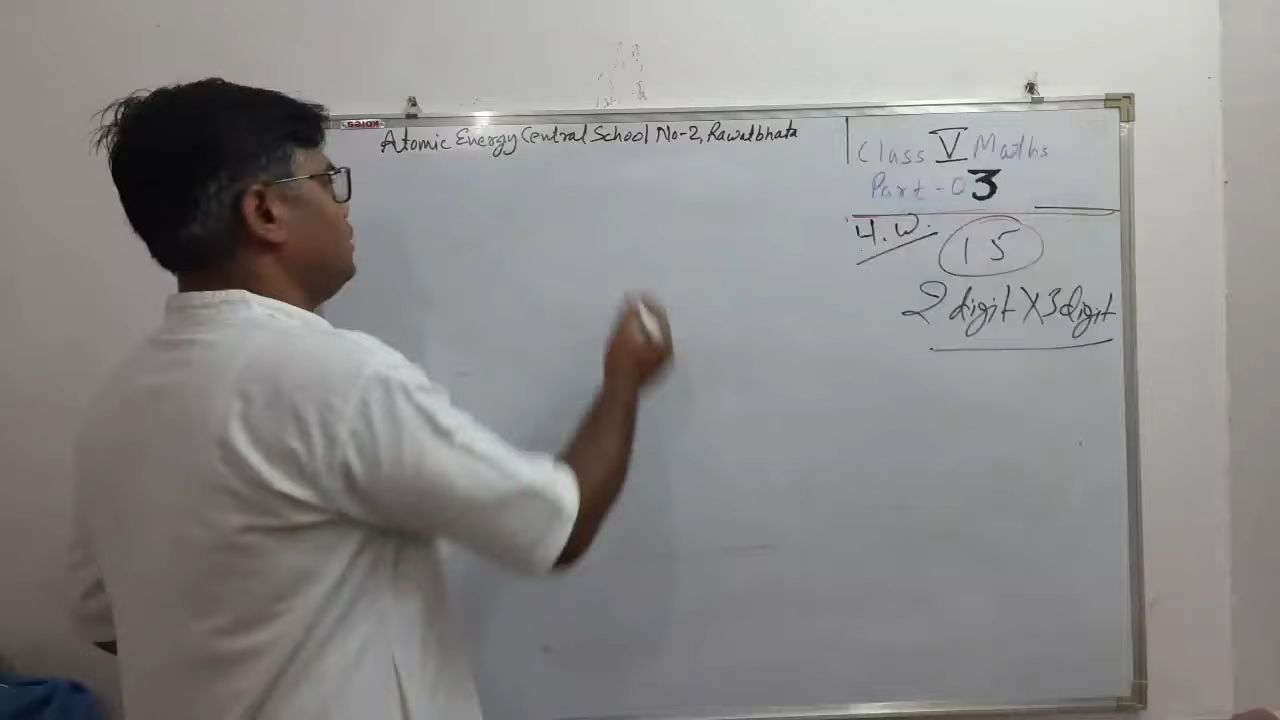 Atomic Energy Central School No-2, Rawatbhata
Class V Maths
Part-03
H.W. 15
2 digit X 3 digit